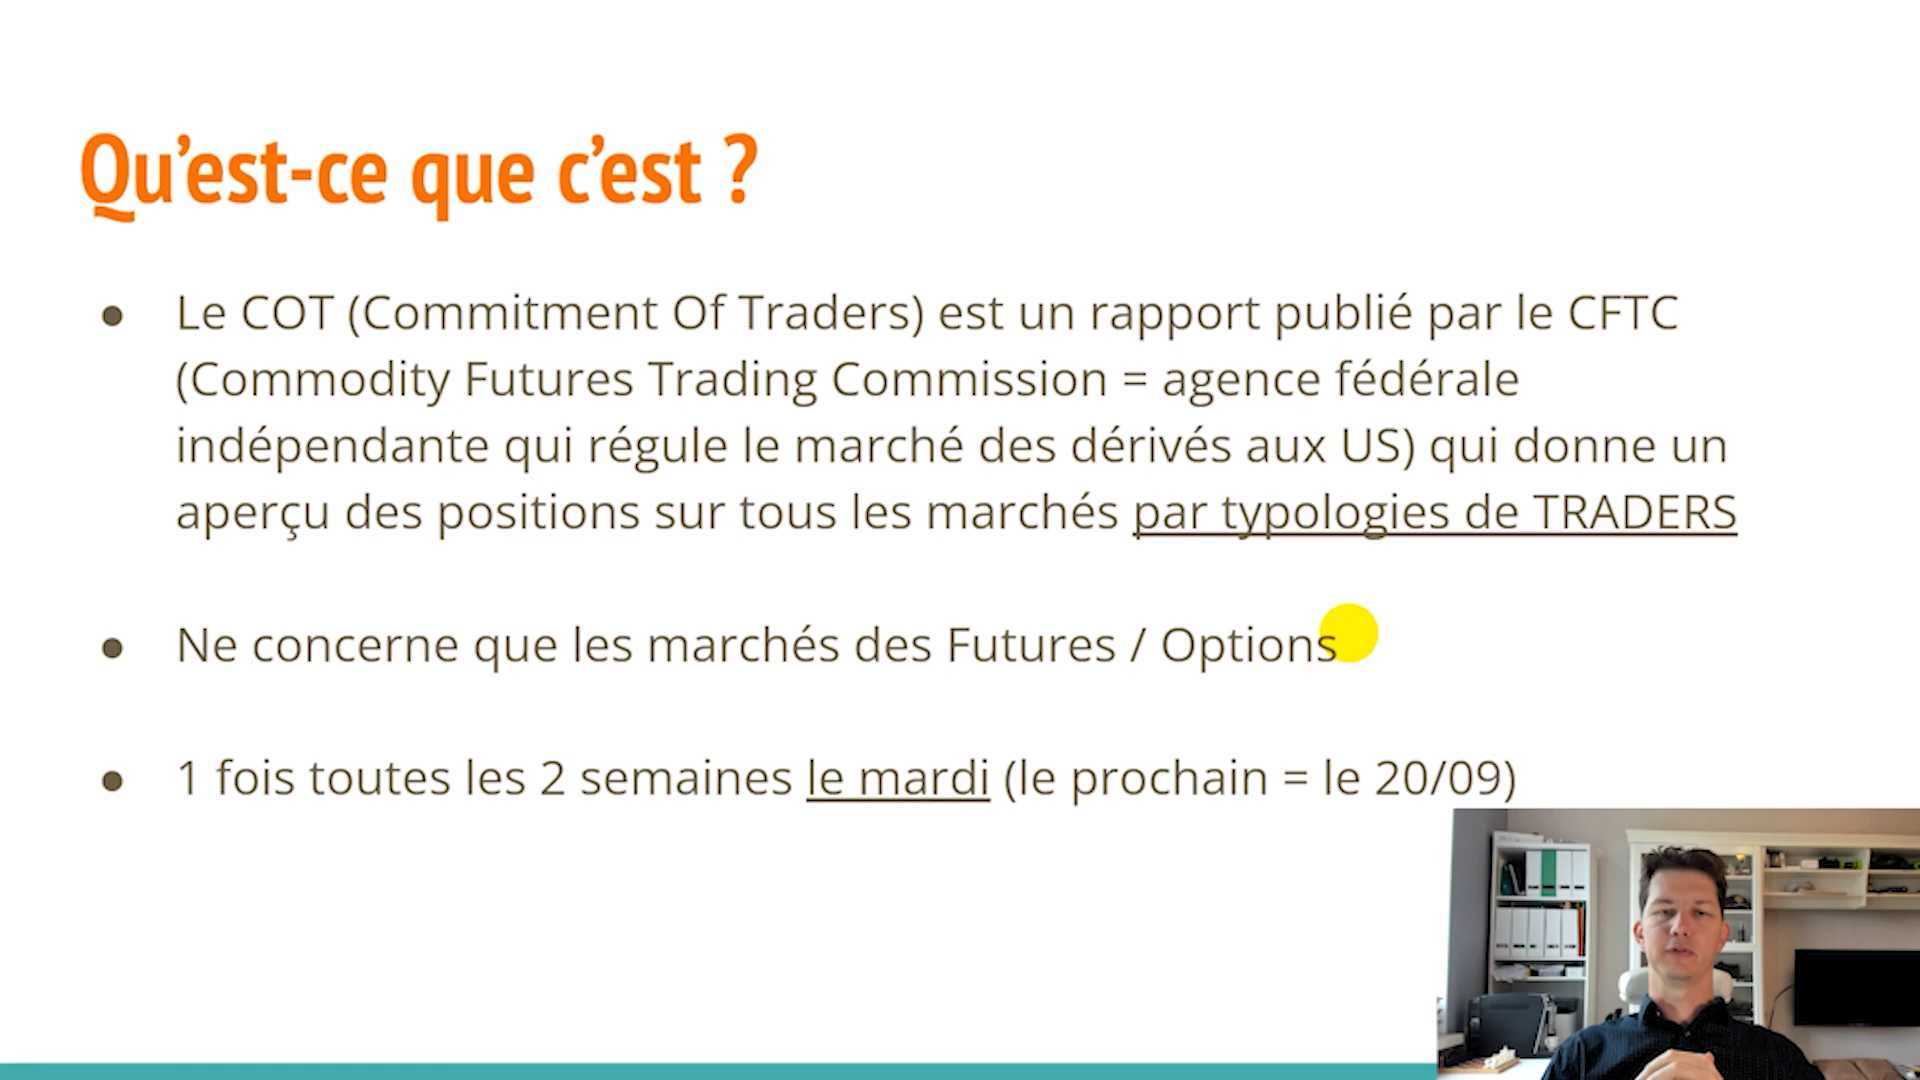 Qu’est-ce que c’est ?
● Le COT (Commitment Of Traders) est un rapport publié par le CFTC
(Commodity Futures Trading Commission = agence fédérale
indépendante qui régule le marché des dérivés aux US) qui donne un
aperçu des positions sur tous les marchés par typologies de TRADERS
● Ne concerne que les marchés des Futures / Options
● 1 fois toutes les 2 semaines le mardi (le prochain = le 20/09)